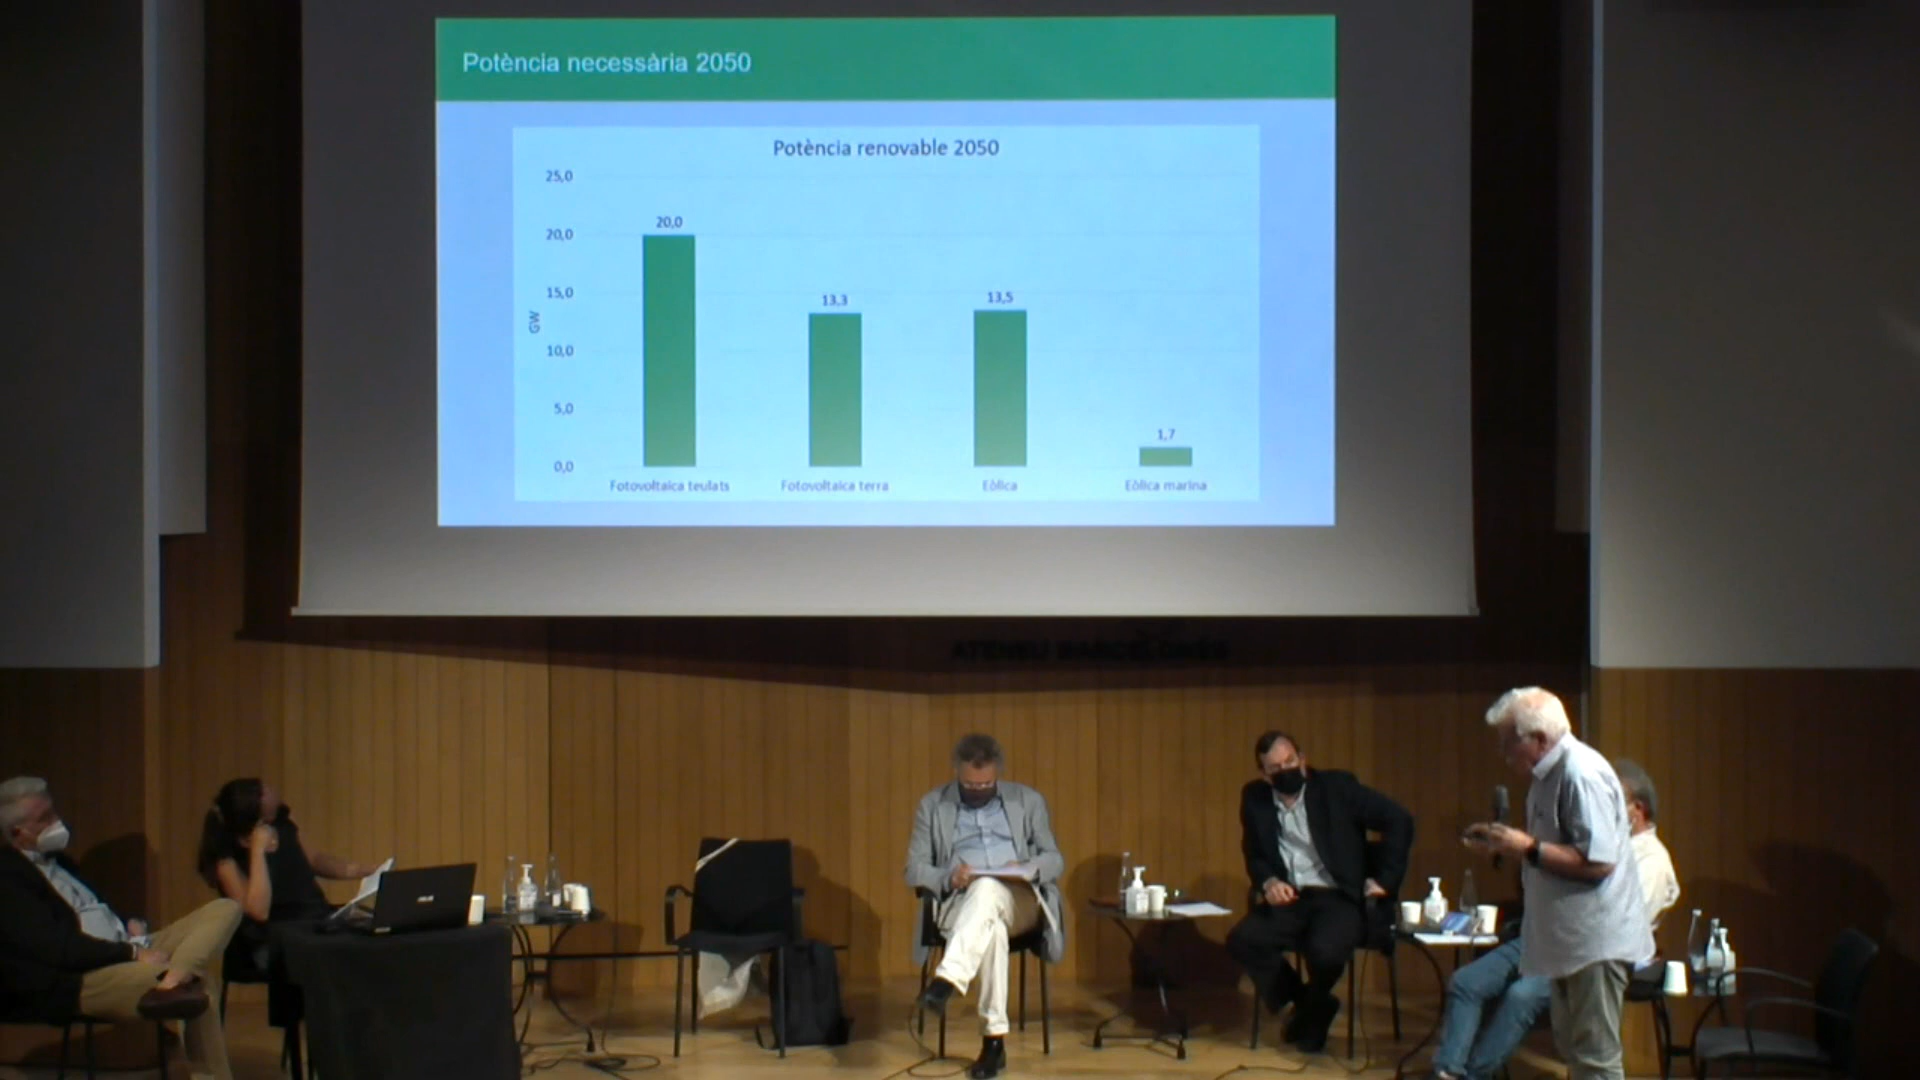 Potència necessària 2050
Potència renovable 2050
25,0
20,0
15,0
10,0
5,0
0,0
GW
20,0
13,3
13,5
1,7
Fotovoltaica teulats
Fotovoltaica terra
Eòlica
Eòlica marina
ATENEU BARCELONÈS